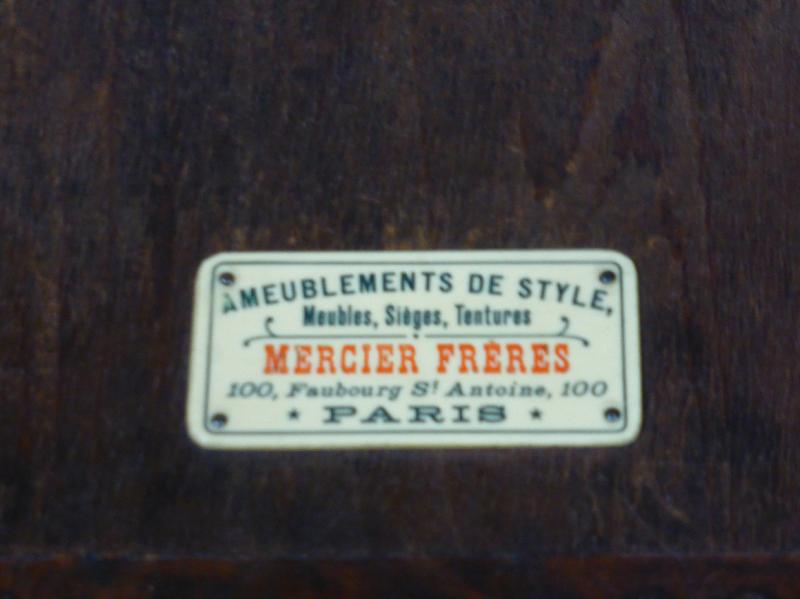 AMEUBLEMENTS DE STYLE,
Meubles, Sièges, Tentures
MERCIER FRÈRES
100, Faubourg St Antoine, 100
★ PARIS ★